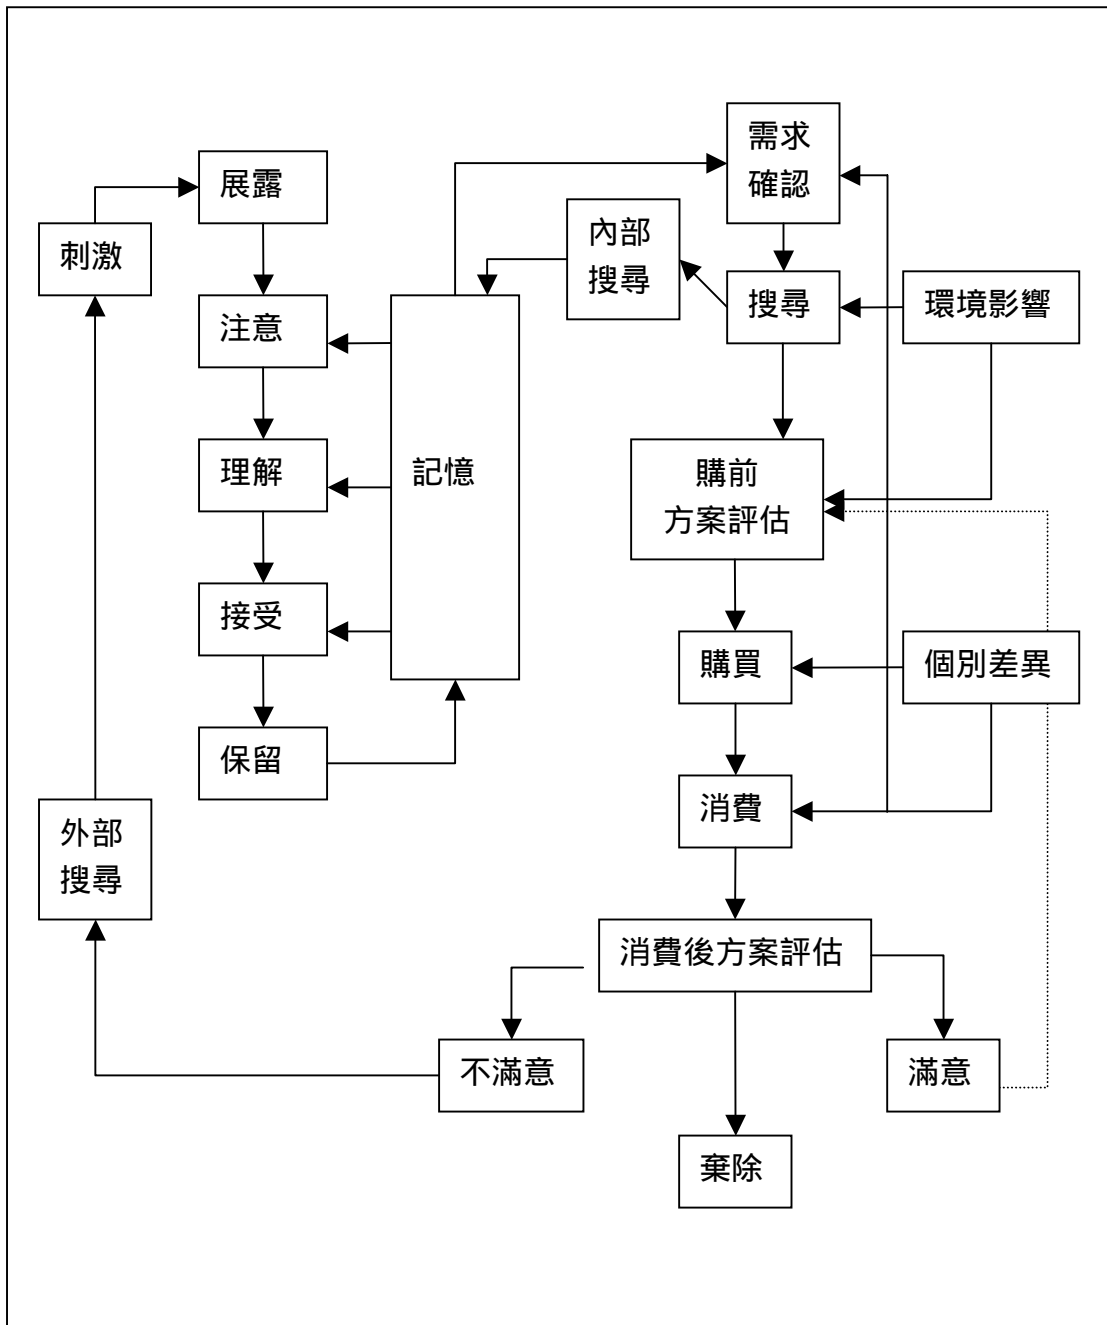 需求
確認
展露
刺激
內部
搜尋
搜尋
環境影響
注意
理解
記憶
購前
方案評估
接受
購買
個別差異
保留
消費
外部
搜尋
消費後方案評估
不滿意
滿意
棄除